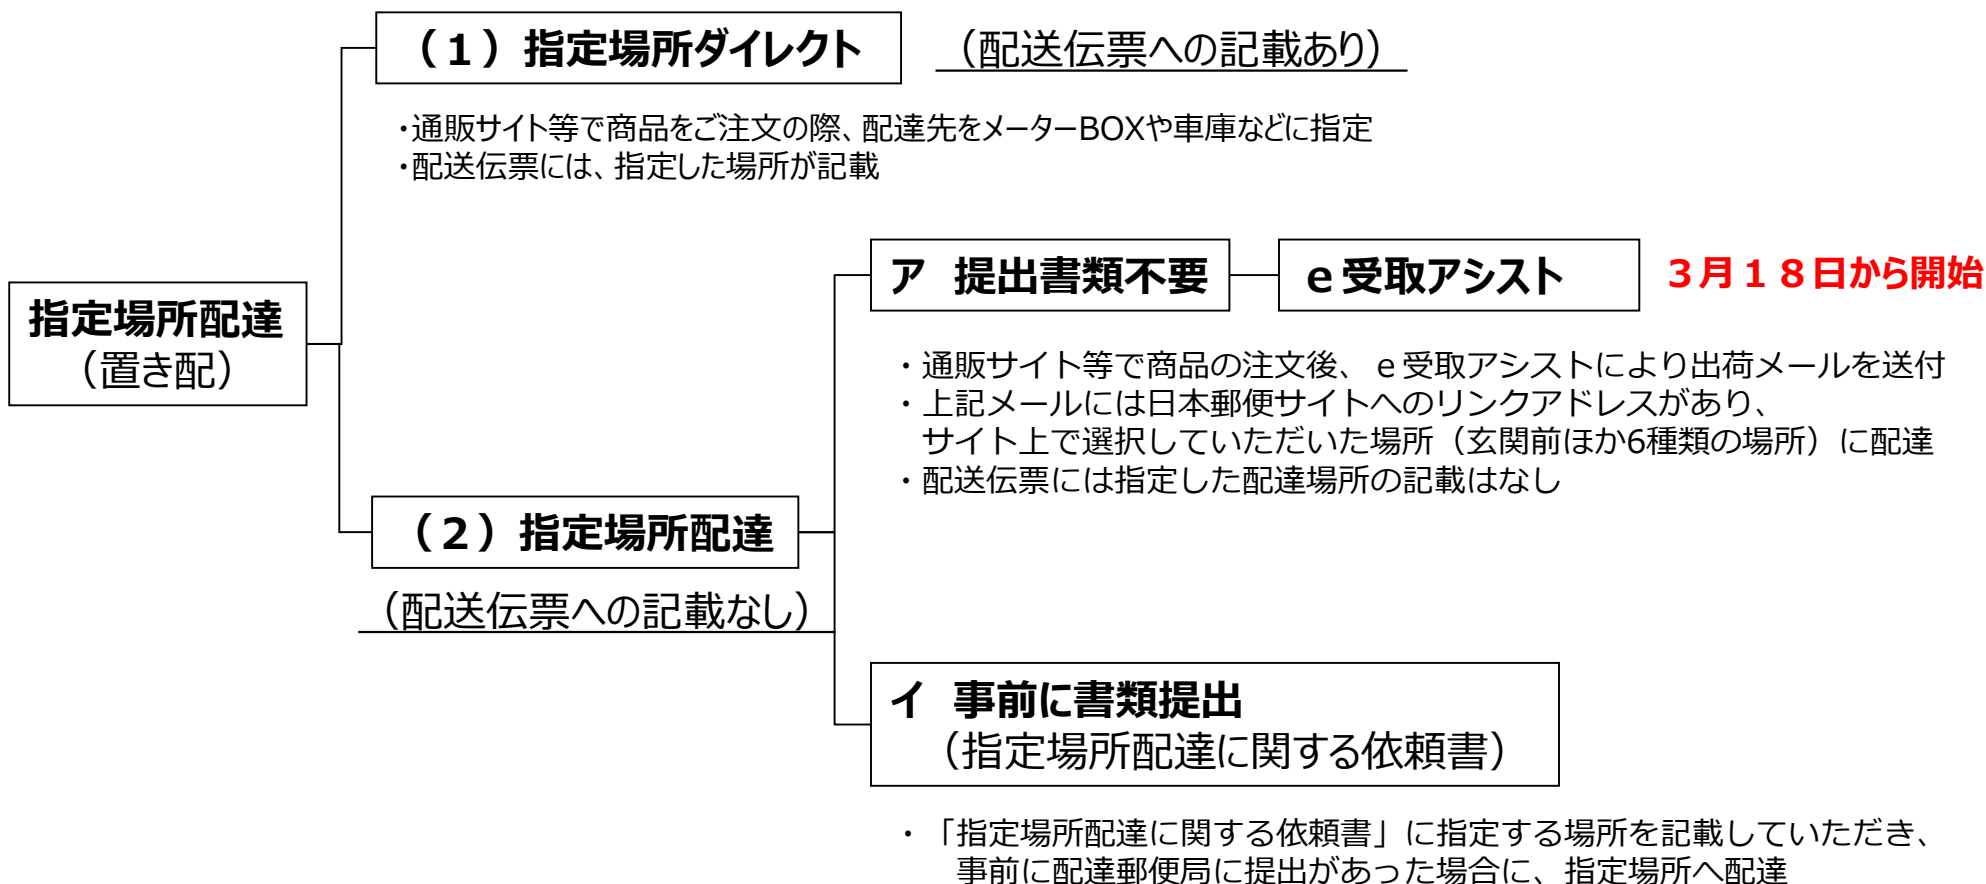 （１）指定場所ダイレクト
（配送伝票への記載あり）
・通販サイト等で商品をご注文の際、配達先をメーターBOXや車庫などに指定
・配送伝票には、指定した場所が記載
指定場所配達
（置き配）
ア　提出書類不要
ｅ受取アシスト
３月１８日から開始
・通販サイト等で商品の注文後、ｅ受取アシストにより出荷メールを送付
・上記メールには日本郵便サイトへのリンクアドレスがあり、
サイト上で選択していただいた場所（玄関前ほか6種類の場所）に配達
・配送伝票には指定した配達場所の記載はなし
（２）指定場所配達
（配送伝票への記載なし）
イ　事前に書類提出
（指定場所配達に関する依頼書）
・「指定場所配達に関する依頼書」に指定する場所を記載していただき、
事前に配達郵便局に提出があった場合に、指定場所へ配達